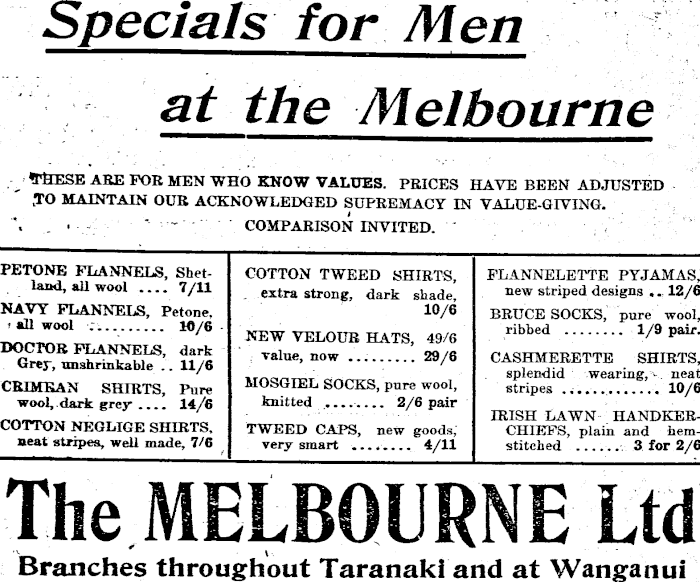 Specials for Men
at the Melbourne
THESE ARE FOR MEN WHO KNOW VALUES. PRICES HAVE BEEN ADJUSTED
TO MAINTAIN OUR ACKNOWLEDGED SUPREMACY IN VALUE-GIVING.
COMPARISON INVITED.
PETONE FLANNELS, Shet-
land, all wool .... 7/11
NAVY FLANNELS, Petone,
all wool .......... 10/6
DOCTOR FLANNELS, dark
Grey, unshrinkable .. 11/6
CRIMEAN SHIRTS, Pure
wool, dark grey .... 14/6
COTTON NEGLIGE SHIRTS,
neat stripes, well made, 7/6
COTTON TWEED SHIRTS,
extra strong, dark shade,
10/6
NEW VELOUR HATS, 49/6
value, now ......... 29/6
MOSGIEL SOCKS, pure wool,
knitted ........ 2/6 pair
TWEED CAPS, new goods,
very smart ........ 4/11
FLANNELETTE PYJAMAS,
new striped designs .. 12/6
BRUCE SOCKS, pure wool,
ribbed ........ 1/9 pair.
CASHMERETTE SHIRTS,
splendid wearing, neat
stripes ............. 10/6
IRISH LAWN HANDKER-
CHIEFS, plain and hem-
stitched ...... 3 for 2/6
The MELBOURNE Ltd
Branches throughout Taranaki and at Wanganui